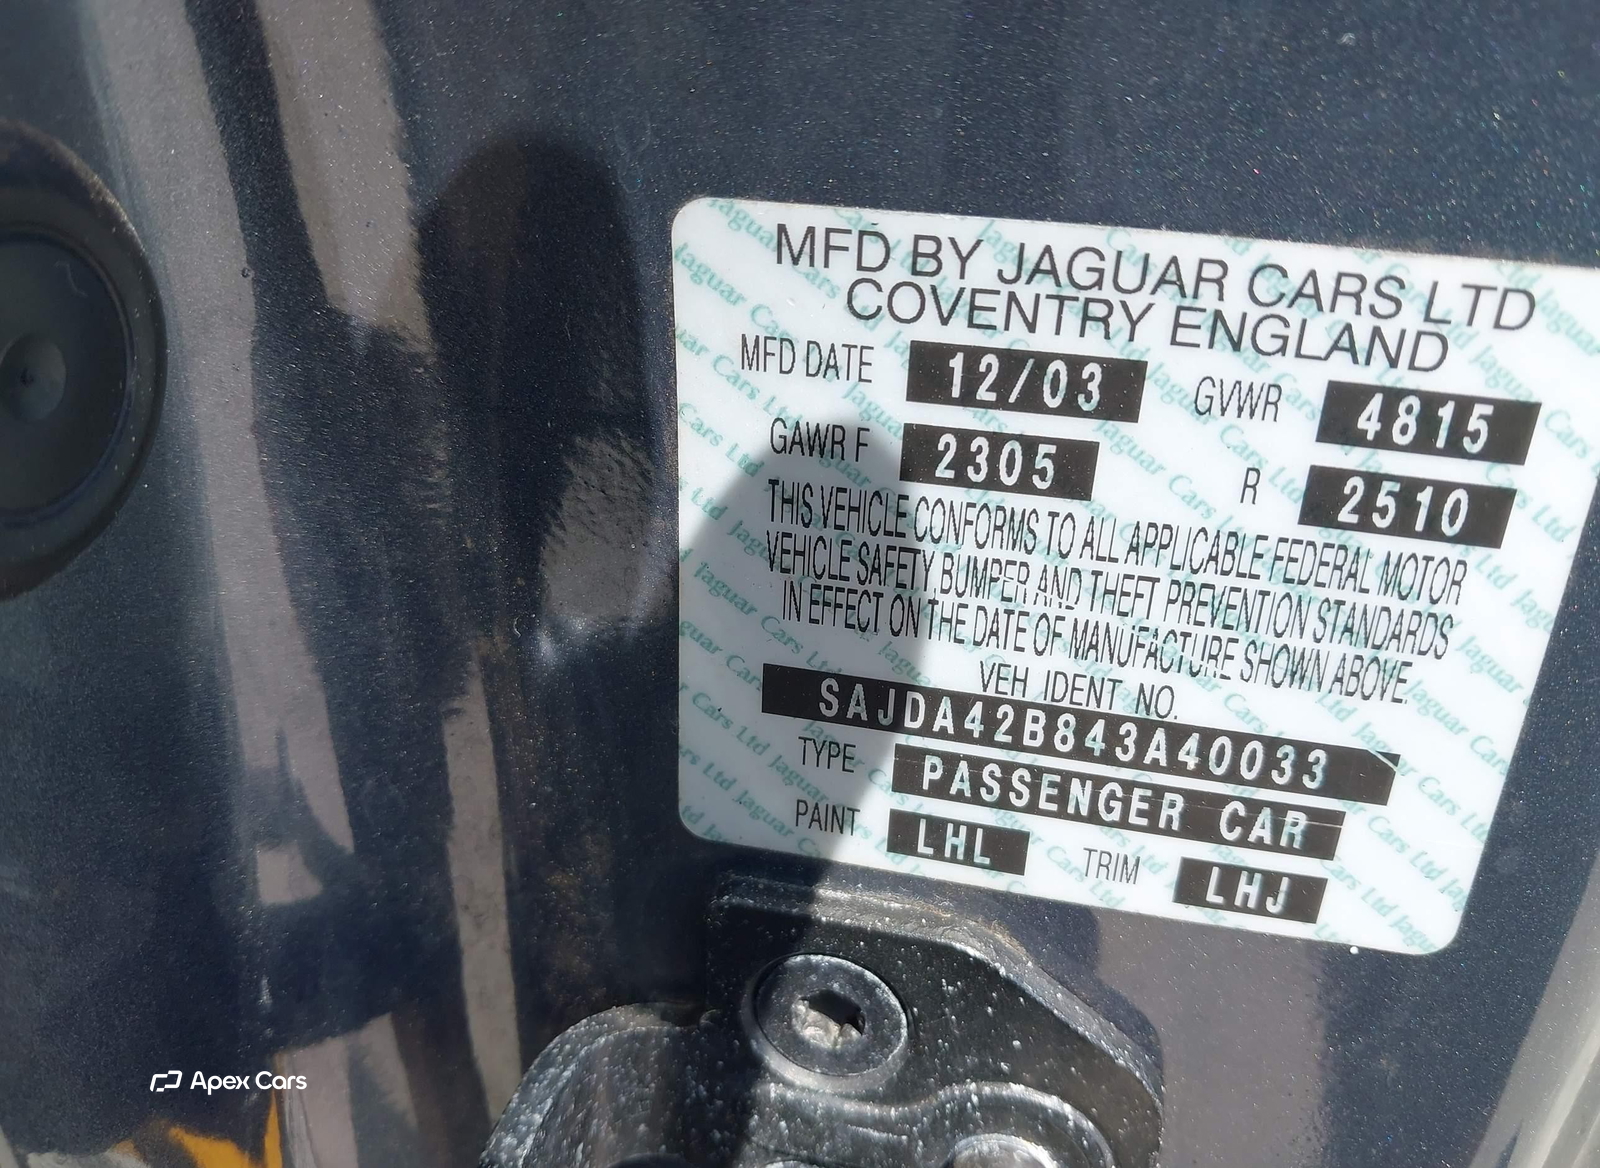 MFD BY JAGUAR CARS LTD
COVENTRY ENGLAND
MFD DATE 12/03 GVWR 4815
GAWR F 2305 R 2510
THIS VEHICLE CONFORMS TO ALL APPLICABLE FEDERAL MOTOR
VEHICLE SAFETY BUMPER AND THEFT PREVENTION STANDARDS
IN EFFECT ON THE DATE OF MANUFACTURE SHOWN ABOVE.
VEH IDENT NO.
SAJDA42B843A40033
TYPE PASSENGER CAR
PAINT LHL TRIM LHJ
Apex Cars